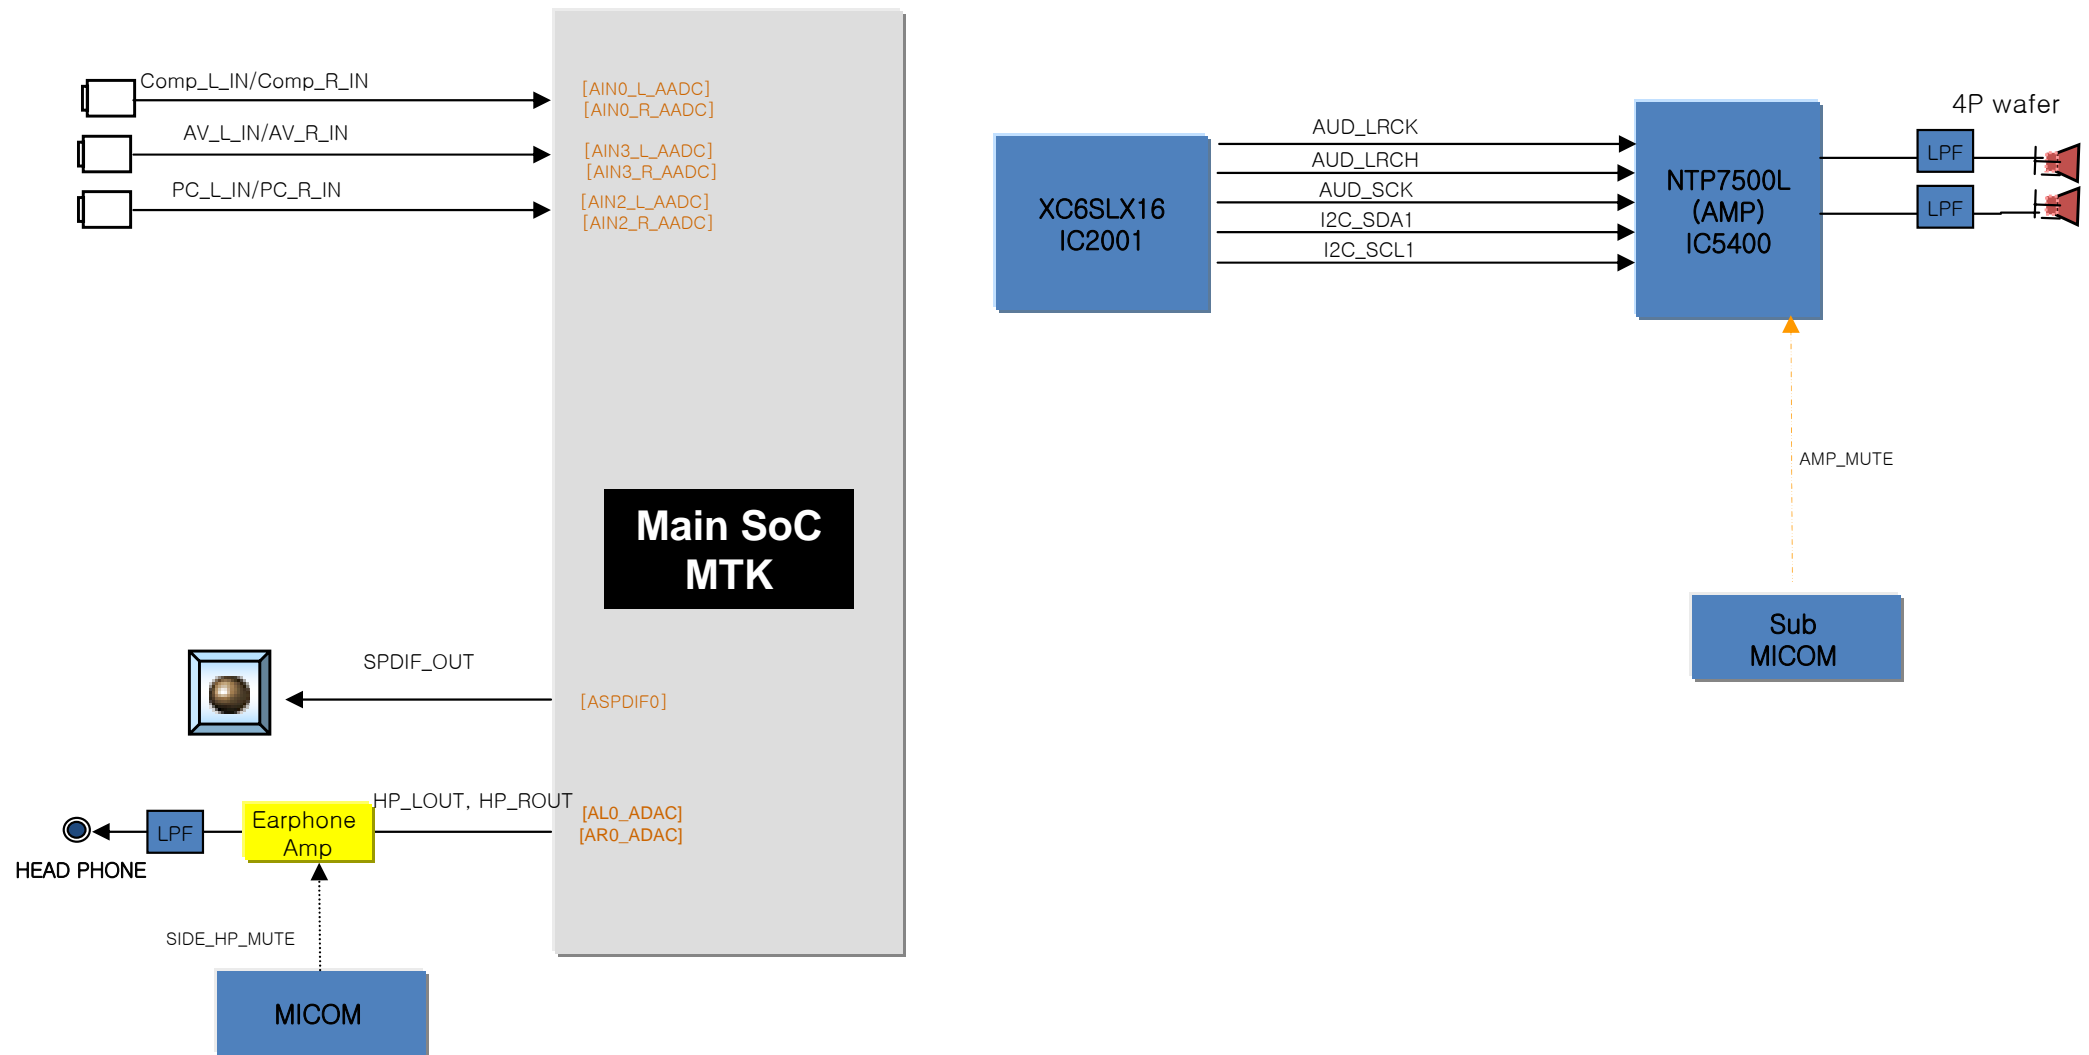 Comp_L_IN/Comp_R_IN
[AIN0_L_AADC]
[AIN0_R_AADC]
AV_L_IN/AV_R_IN
[AIN3_L_AADC]
[AIN3_R_AADC]
PC_L_IN/PC_R_IN
[AIN2_L_AADC]
[AIN2_R_AADC]
Main SoC
MTK
SPDIF_OUT
[ASPDIF0]
HP_LOUT, HP_ROUT
[AL0_ADAC]
[AR0_ADAC]
Earphone
Amp
LPF
HEAD PHONE
SIDE_HP_MUTE
MICOM
XC6SLX16
IC2001
AUD_LRCK
AUD_LRCH
AUD_SCK
I2C_SDA1
I2C_SCL1
NTP7500L
(AMP)
IC5400
4P wafer
LPF
LPF
AMP_MUTE
Sub
MICOM